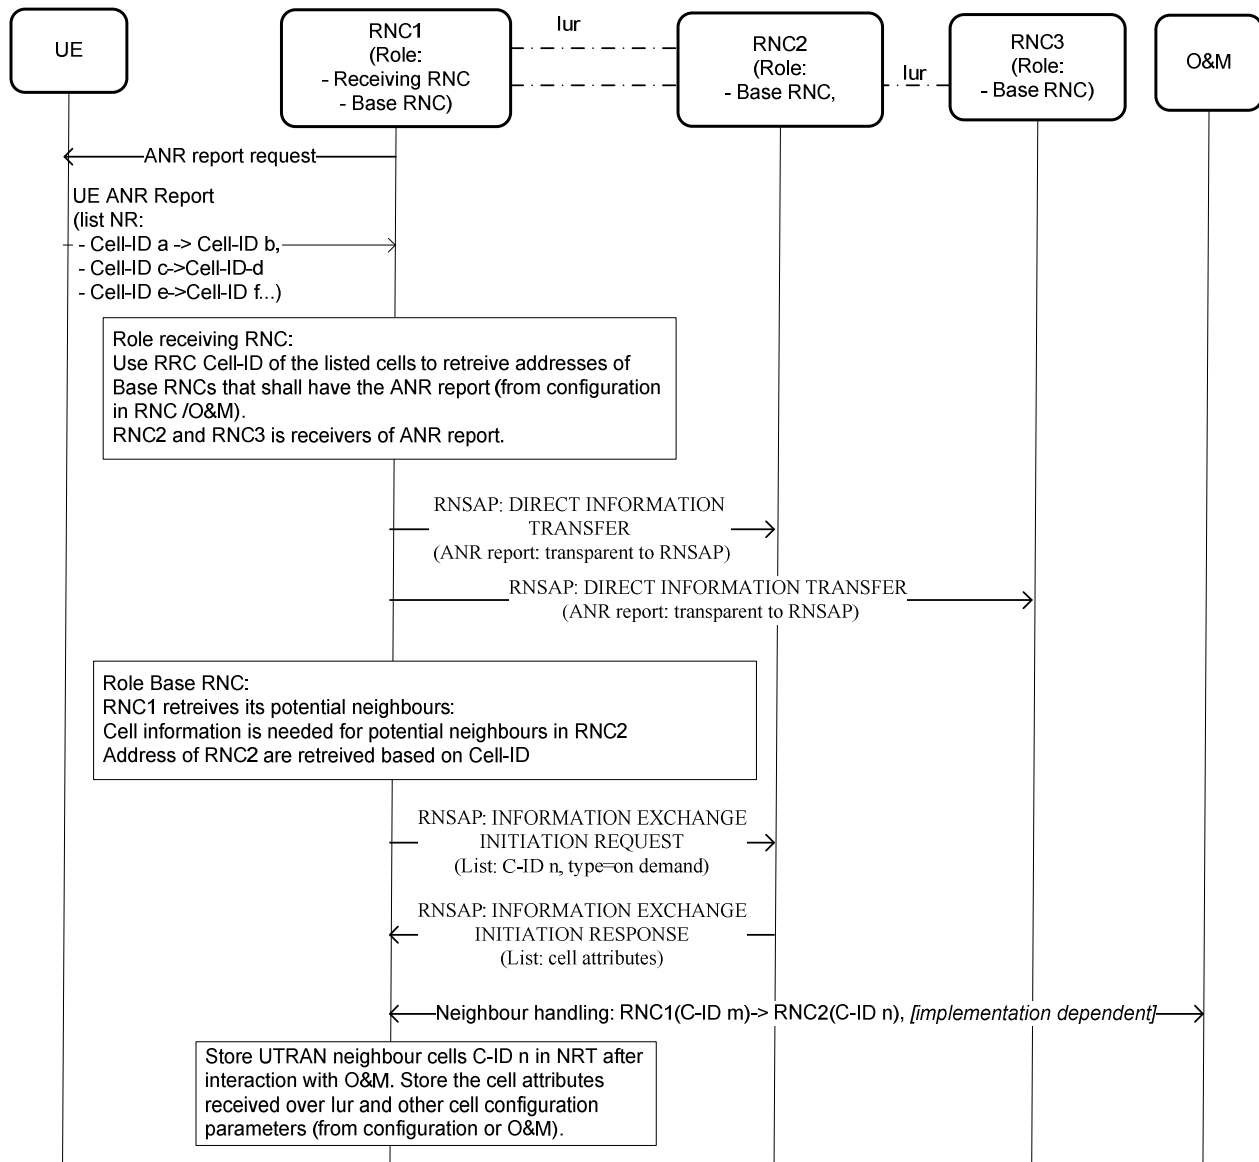 UE
RNC1
(Role:
- Receiving RNC
- Base RNC)
Iur
RNC2
(Role:
- Base RNC,
Iur
RNC3
(Role:
- Base RNC)
O&M
ANR report request
UE ANR Report
(list NR:
- Cell-ID a -> Cell-ID b,
- Cell-ID c->Cell-ID-d
- Cell-ID e->Cell-ID f...)
Role receiving RNC:
Use RRC Cell-ID of the listed cells to retreive addresses of
Base RNCs that shall have the ANR report (from configuration
in RNC /O&M).
RNC2 and RNC3 is receivers of ANR report.
RNSAP: DIRECT INFORMATION
TRANSFER
(ANR report: transparent to RNSAP)
RNSAP: DIRECT INFORMATION TRANSFER
(ANR report: transparent to RNSAP)
Role Base RNC:
RNC1 retreives its potential neighbours:
Cell information is needed for potential neighbours in RNC2
Address of RNC2 are retreived based on Cell-ID
RNSAP: INFORMATION EXCHANGE
INITIATION REQUEST
(List: C-ID n, type=on demand)
RNSAP: INFORMATION EXCHANGE
INITIATION RESPONSE
(List: cell attributes)
Neighbour handling: RNC1(C-ID m)-> RNC2(C-ID n), [implementation dependent]
Store UTRAN neighbour cells C-ID n in NRT after
interaction with O&M. Store the cell attributes
received over Iur and other cell configuration
parameters (from configuration or O&M).